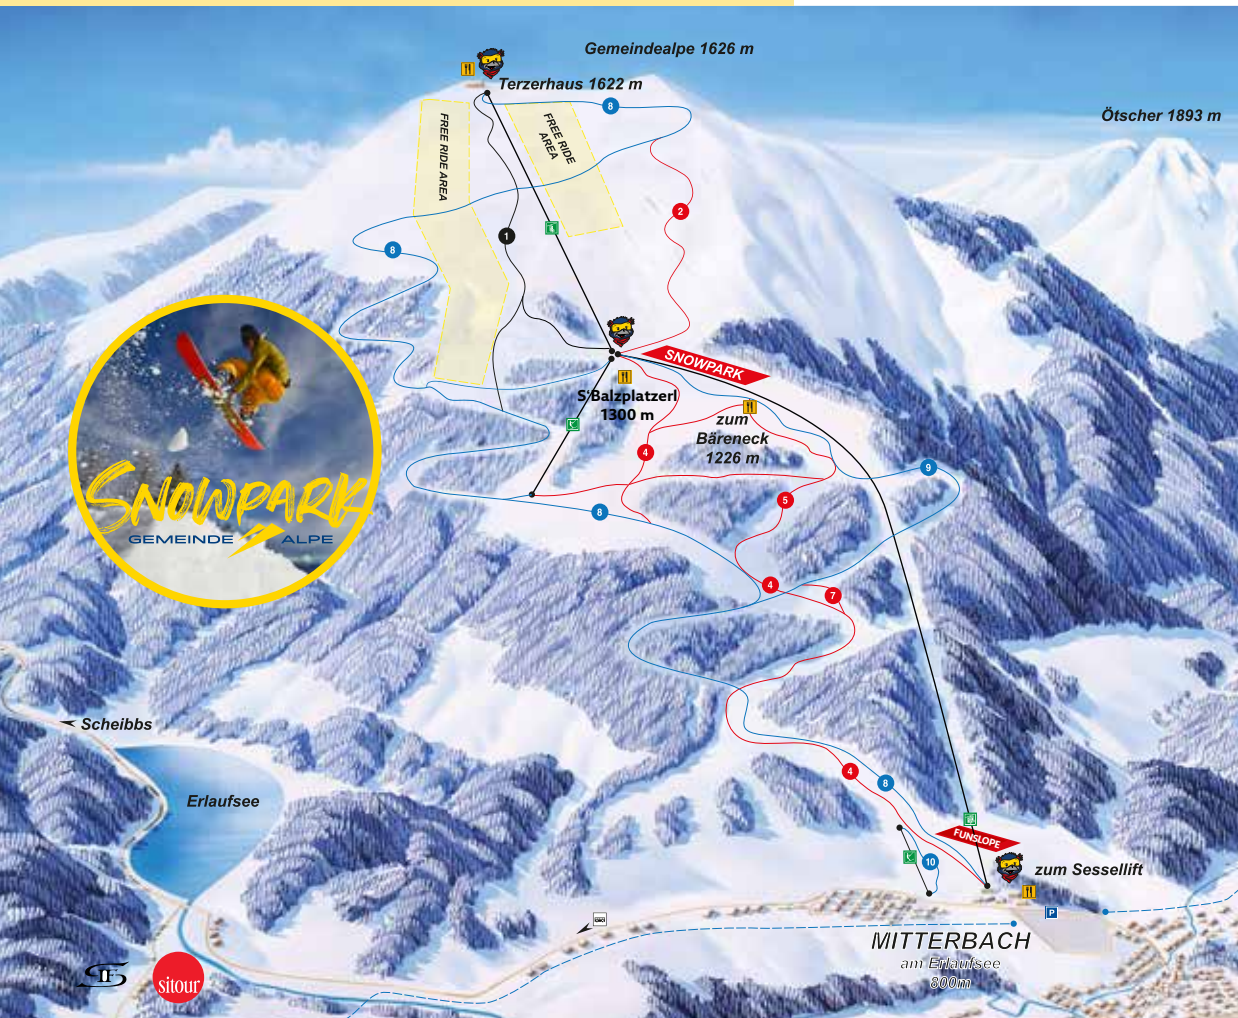 Gemeindealpe 1626 m
Terzerhaus 1622 m
8
Ötscher 1893 m
FREE RIDE AREA
FREE RIDE
AREA
2
1
8
SNOWPARK
S'Balzplatzerl
1300 m
zum
Bäreneck
1226 m
4
9
5
8
SNOWPARK
GEMEINDE ALPE
4
7
Scheibbs
Erlaufsee
4
8
FUNSLOPE
10
zum Sessellift
P
MITTERBACH
am Erlaufsee
800m
SIF
sitour